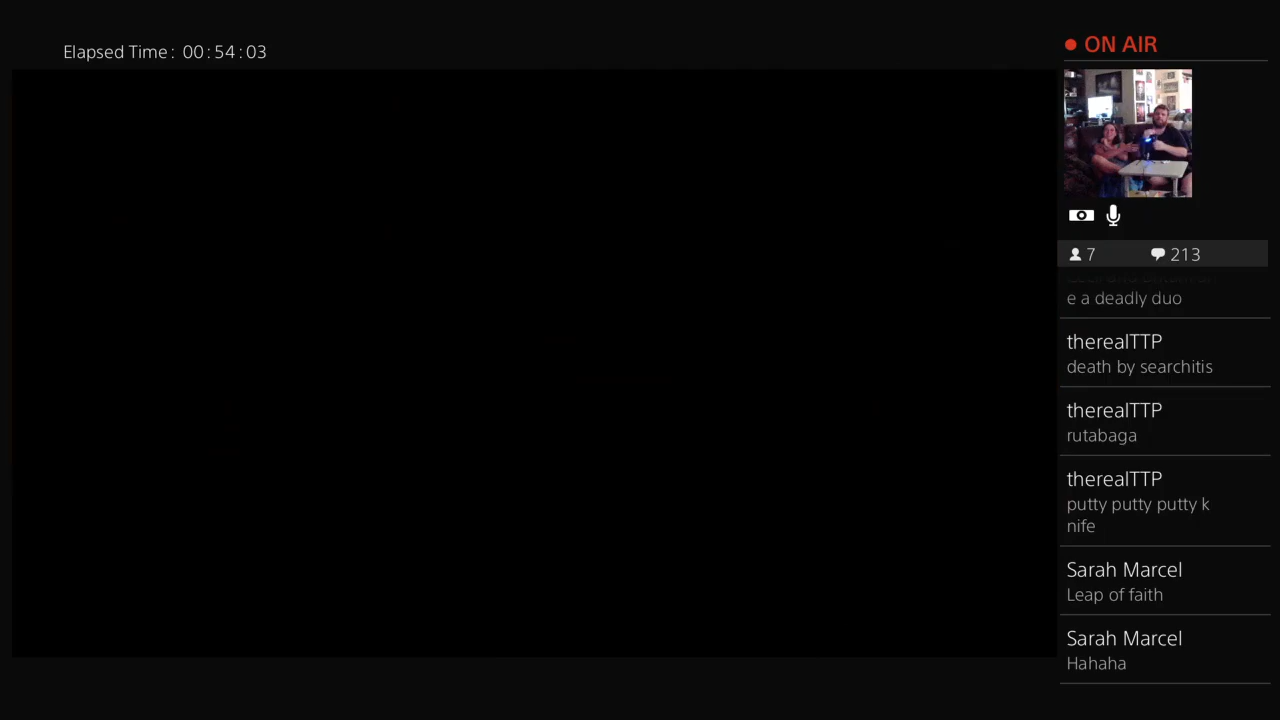 Elapsed Time: 00:54:03
ON AIR
7
213
e a deadly duo
therealTTP
death by searchitis
therealTTP
rutabaga
therealTTP
putty putty putty k
nife
Sarah Marcel
Leap of faith
Sarah Marcel
Hahaha